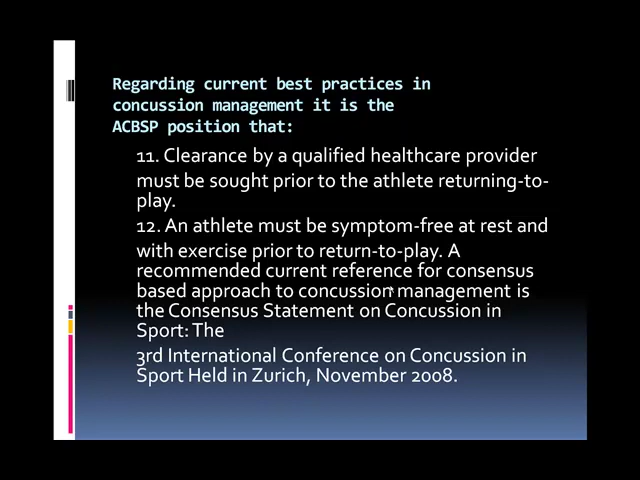 Regarding current best practices in
concussion management it is the
ACBSP position that:
11. Clearance by a qualified healthcare provider
must be sought prior to the athlete returning-to-
play.
12. An athlete must be symptom-free at rest and
with exercise prior to return-to-play. A
recommended current reference for consensus
based approach to concussion management is
the Consensus Statement on Concussion in
Sport: The
3rd International Conference on Concussion in
Sport Held in Zurich, November 2008.